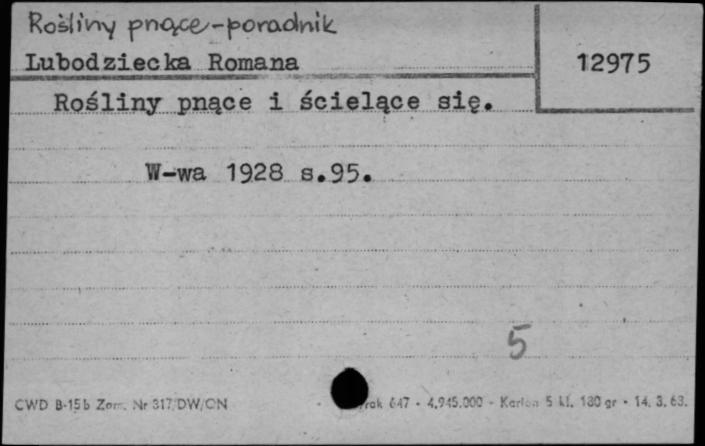 Rośliny pnące-poradnik
Lubodziecka Romana
12975
Rośliny pnące i ścielące się.
W-wa 1928 s.95.
5
CWD B-15b Zam. Nr 317/DW/CN
647 - 4.945.000 - Karton 5 kl. 180 gr - 14. 3. 63.